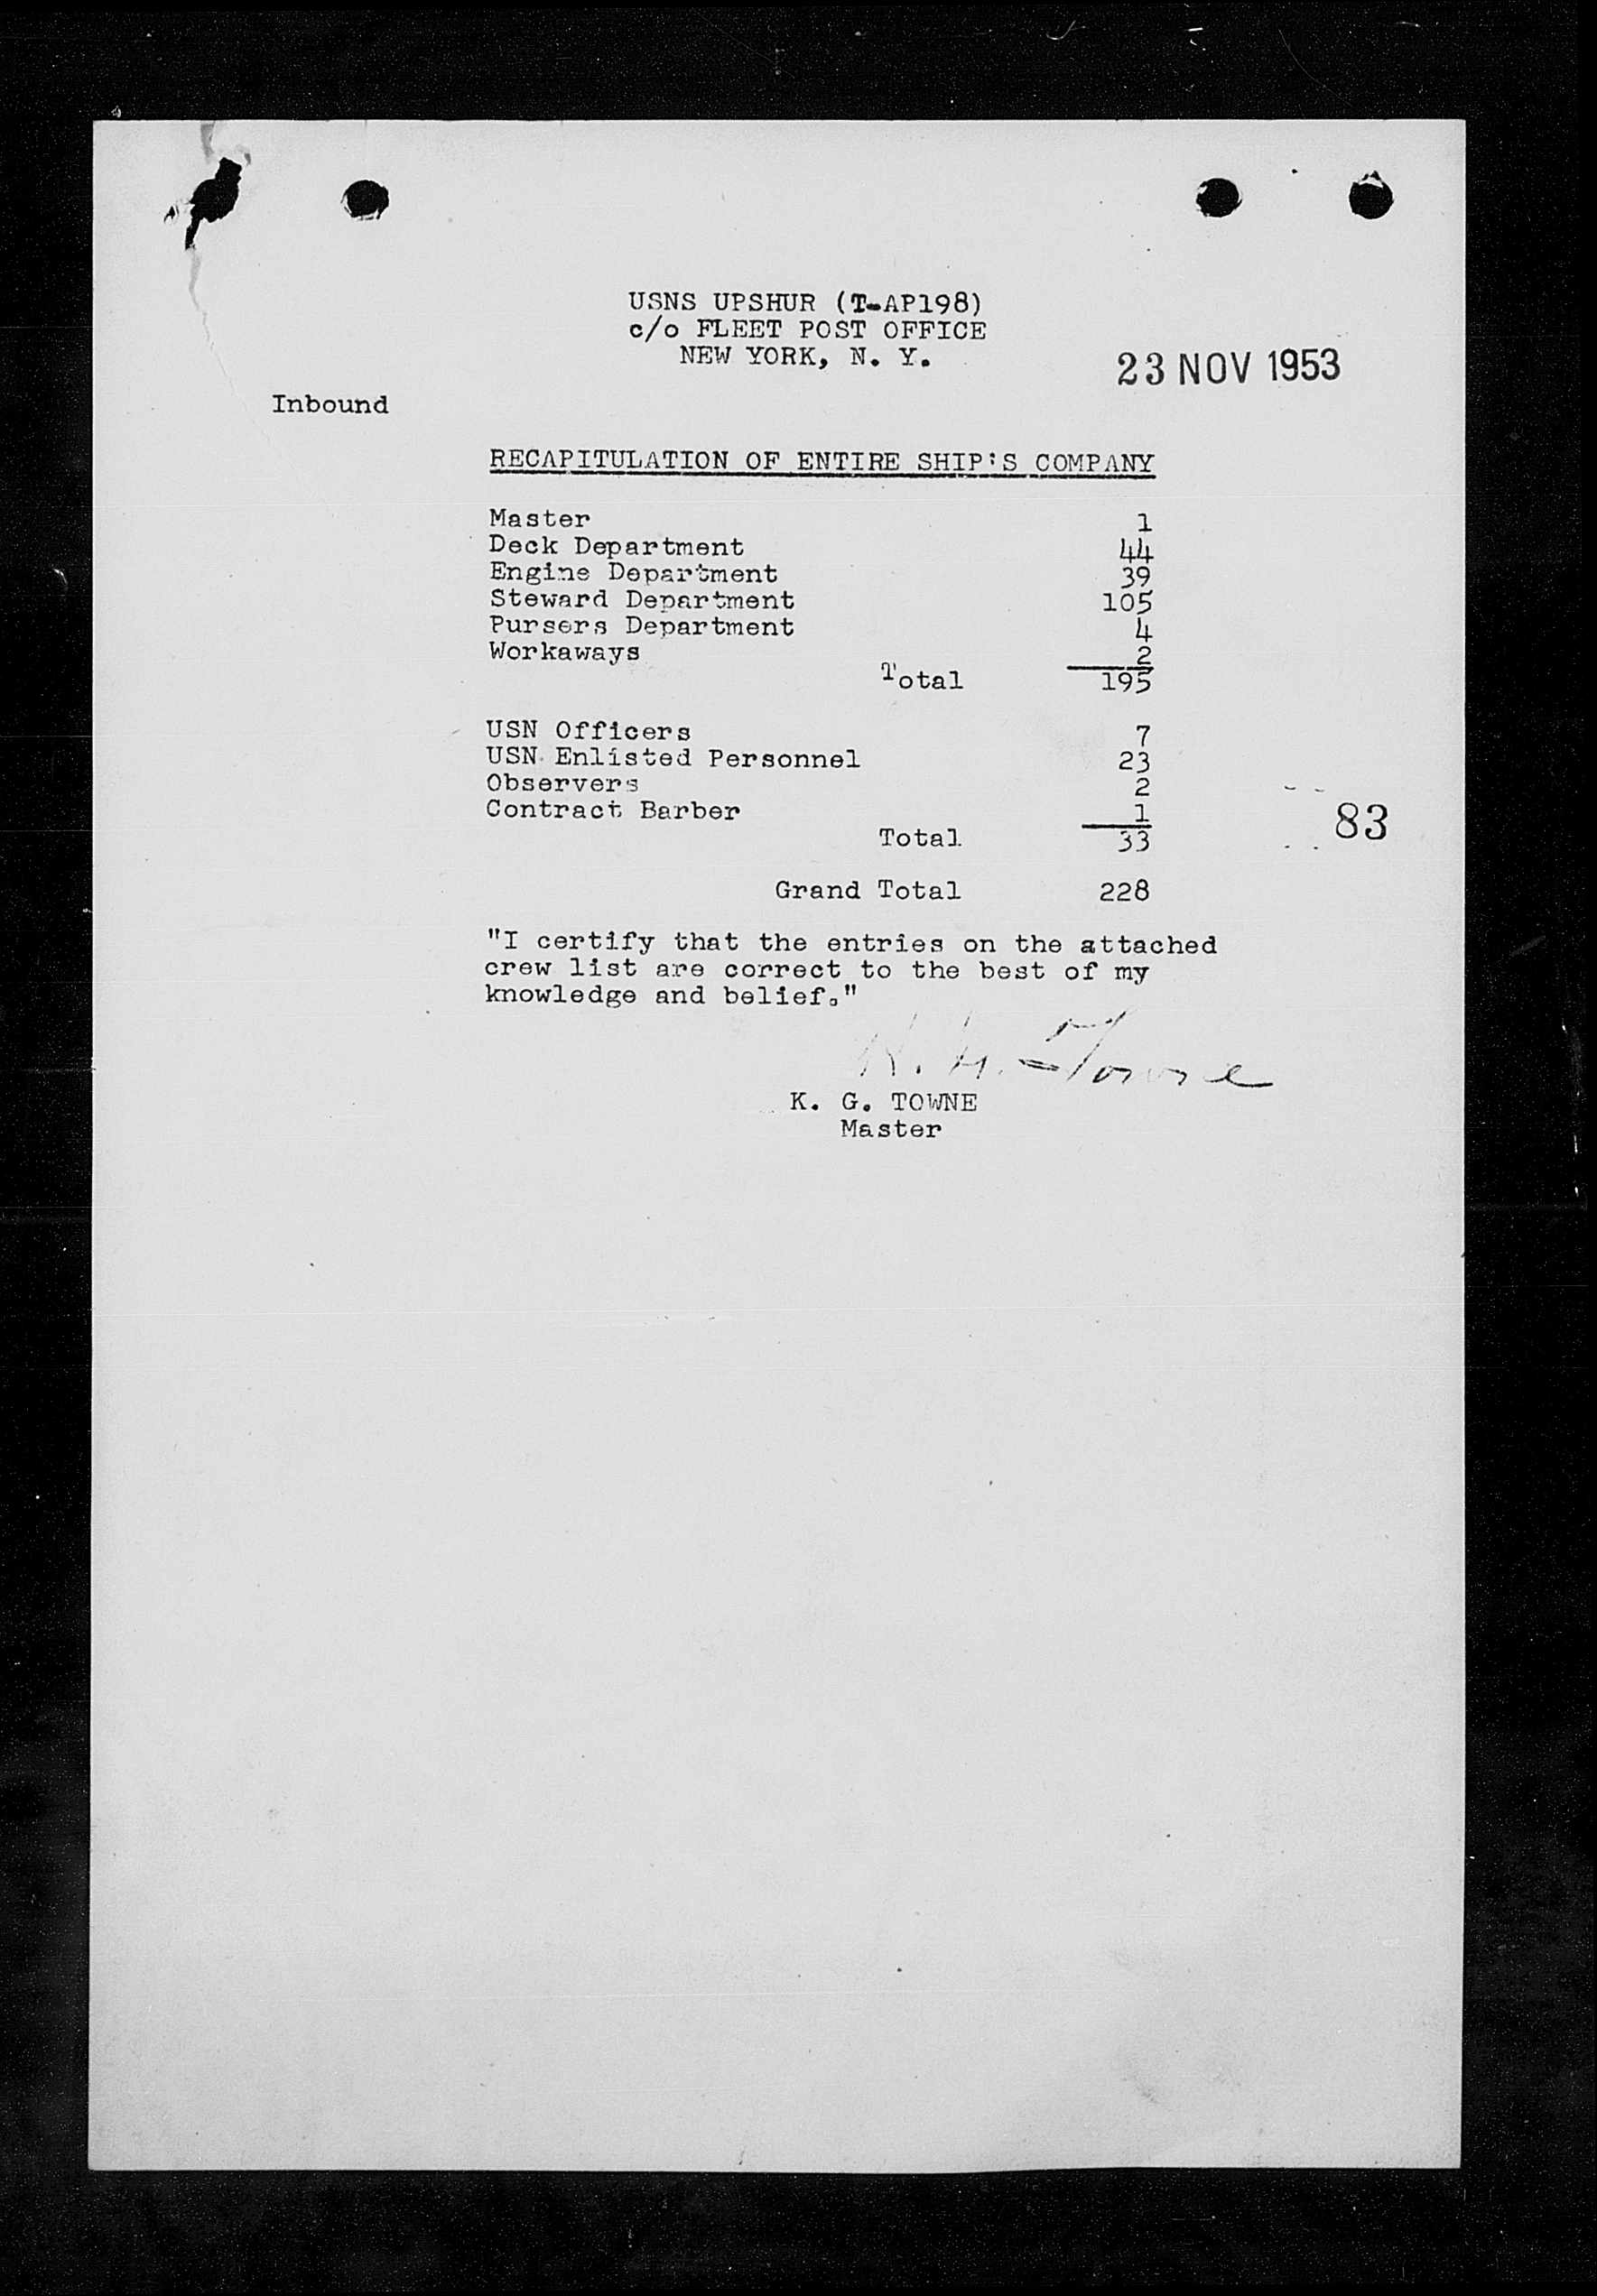 USNS UPSHUR (T-AP198)
c/o FLEET POST OFFICE
NEW YORK, N. Y.
23 NOV 1953
Inbound
RECAPITULATION OF ENTIRE SHIP'S COMPANY
Master 1
Deck Department 44
Engine Department 39
Steward Department 105
Pursers Department 4
Workaways 2
Total 195
USN Officers 7
USN Enlisted Personnel 23
Observers 2
Contract Barber 1
83
Total 33
Grand Total 228
"I certify that the entries on the attached
crew list are correct to the best of my
knowledge and belief."
K. G. Towne
K. G. TOWNE
Master